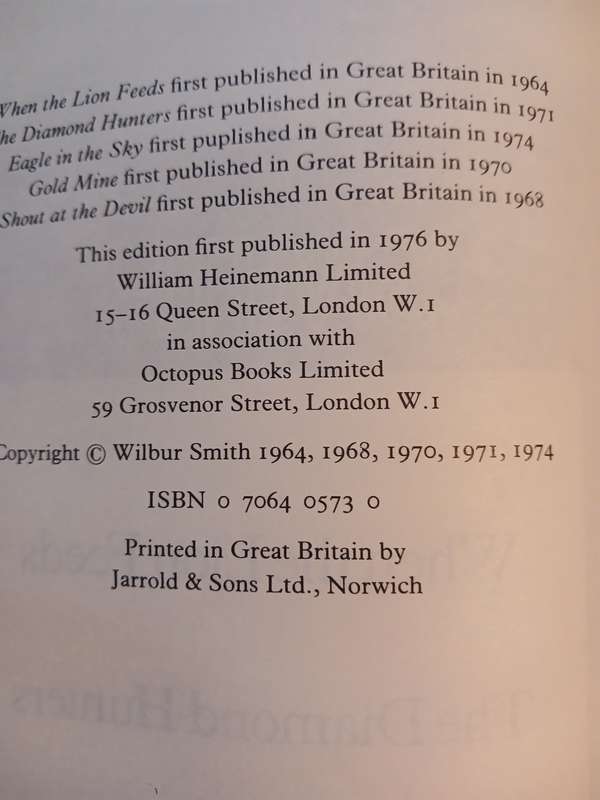 When the Lion Feeds first published in Great Britain in 1964
The Diamond Hunters first published in Great Britain in 1971
Eagle in the Sky first puplished in Great Britain in 1974
Gold Mine first published in Great Britain in 1970
Shout at the Devil first published in Great Britain in 1968
This edition first published in 1976 by
William Heinemann Limited
15–16 Queen Street, London W.1
in association with
Octopus Books Limited
59 Grosvenor Street, London W.1
Copyright © Wilbur Smith 1964, 1968, 1970, 1971, 1974
ISBN 0 7064 0573 0
Printed in Great Britain by
Jarrold & Sons Ltd., Norwich
The Diamond Hunters